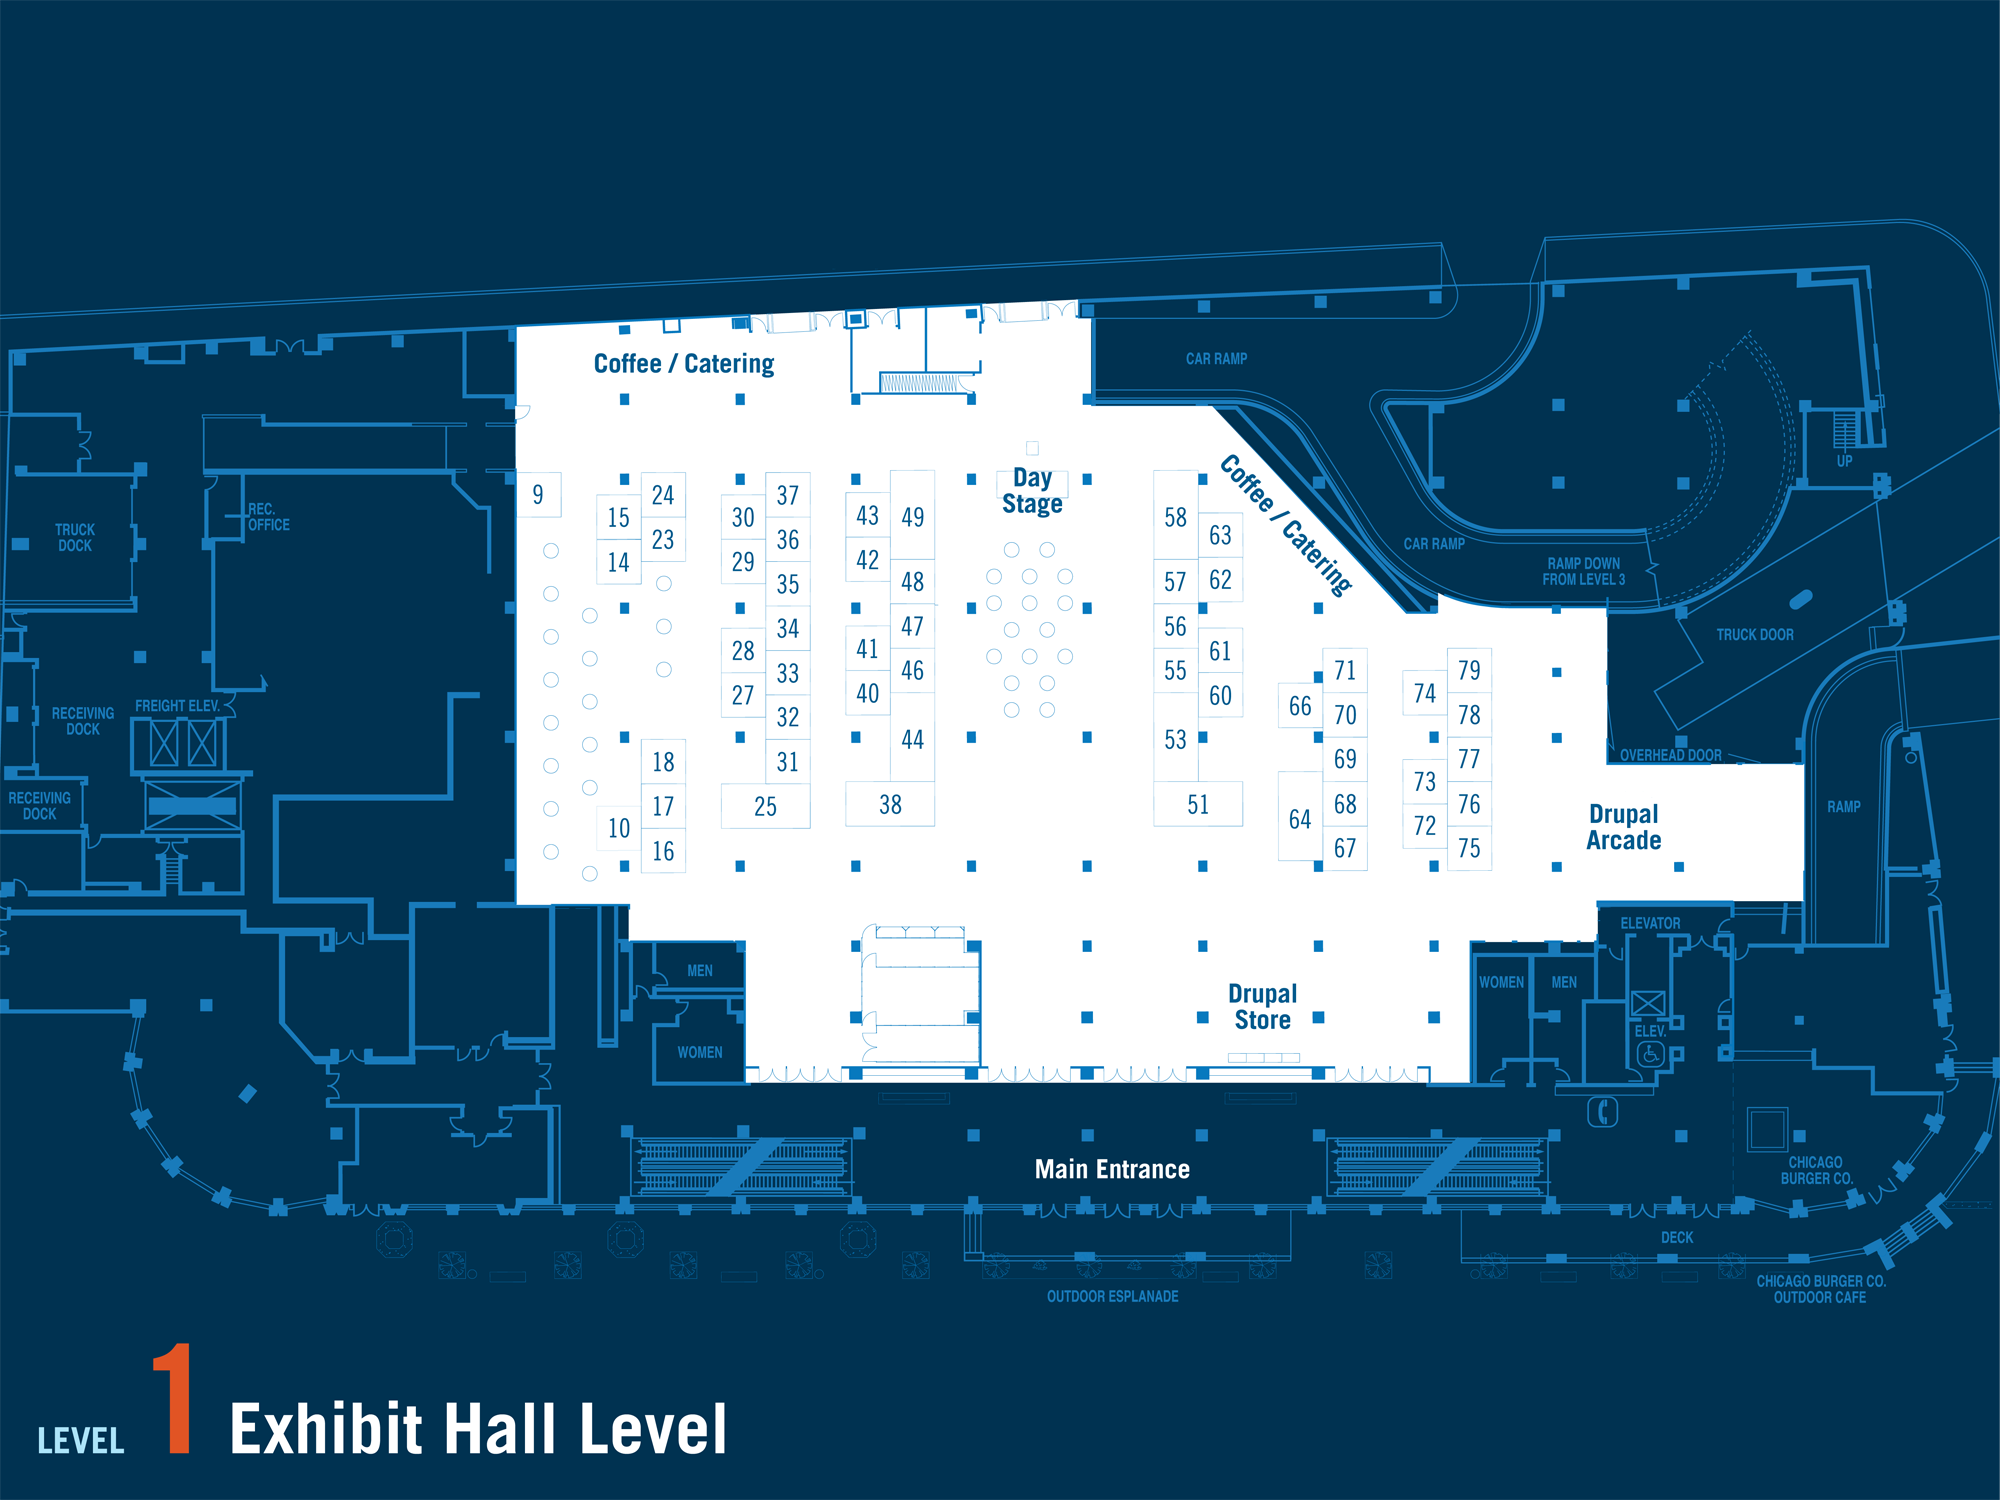 Coffee / Catering
CAR RAMP
Day
Stage
Coffee / Catering
UP
9
15
14
24
23
30
29
37
36
35
34
33
32
31
28
27
25
18
17
16
10
43
42
41
40
49
48
47
46
44
38
58
57
56
55
53
51
63
62
61
60
66
64
71
70
69
68
67
74
73
72
79
78
77
76
75
REC.
OFFICE
TRUCK
DOCK
CAR RAMP
RAMP DOWN
FROM LEVEL 3
TRUCK DOOR
FREIGHT ELEV.
RECEIVING
DOCK
OVERHEAD DOOR
RECEIVING
DOCK
Drupal
Arcade
RAMP
ELEVATOR
MEN
WOMEN
Drupal
Store
WOMEN
MEN
ELEV.
Main Entrance
CHICAGO
BURGER CO.
DECK
OUTDOOR ESPLANADE
CHICAGO BURGER CO.
OUTDOOR CAFE
LEVEL 1 Exhibit Hall Level